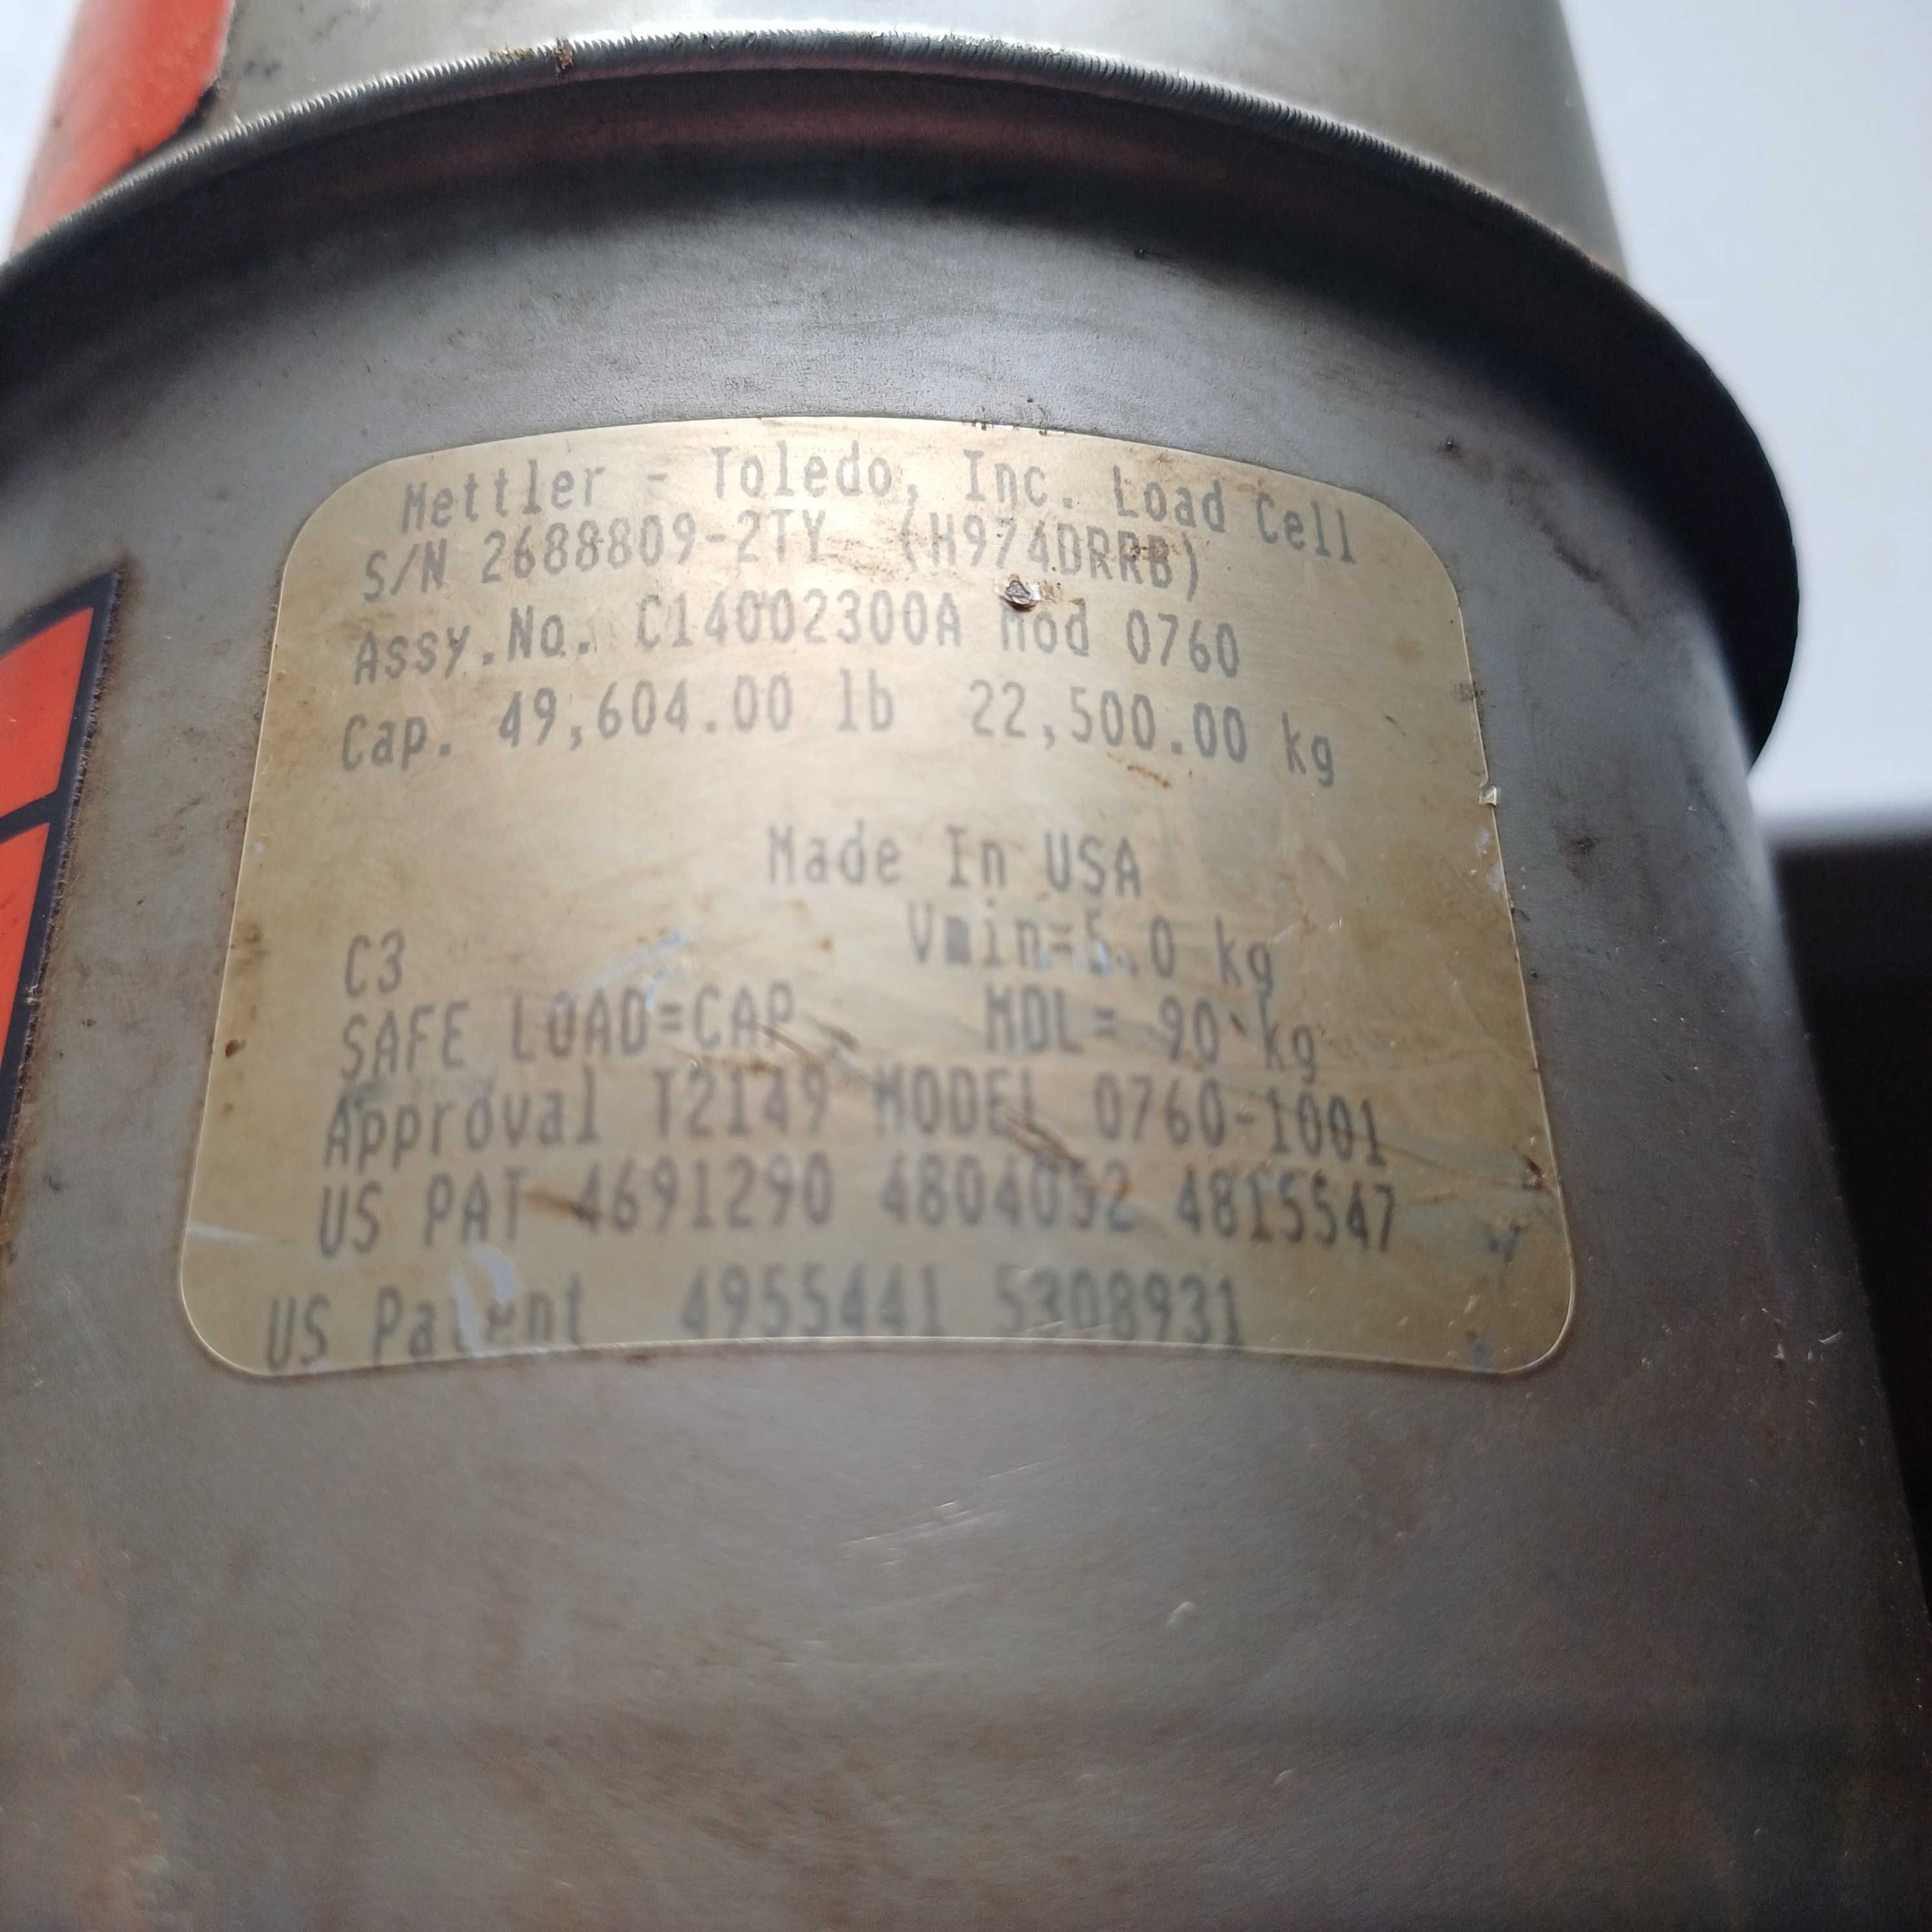 Mettler - Toledo, Inc. Load Cell
S/N 2688809-2TY (H974DRRB)
Assy.No. C14002300A Mod 0760
Cap. 49,604.00 lb 22,500.00 kg
Made In USA
C3 Vmin=5.0 kg
SAFE LOAD=CAP MDL= 90 kg
Approval T2149 MODEL 0760-1001
US PAT 4691290 4804052 4815547
US Patent 4955441 5308931